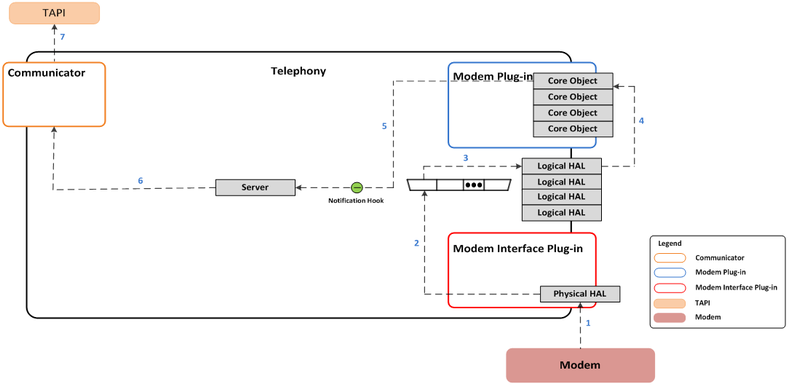 TAPI
7
Communicator
Telephony
Modem Plug-in
Core Object
Core Object
Core Object
Core Object
5
4
3
Logical HAL
Logical HAL
Logical HAL
Logical HAL
6
Server
Notification Hook
2
Modem Interface Plug-in
Physical HAL
1
Modem
Legend
Communicator
Modem Plug-in
Modem Interface Plug-in
TAPI
Modem